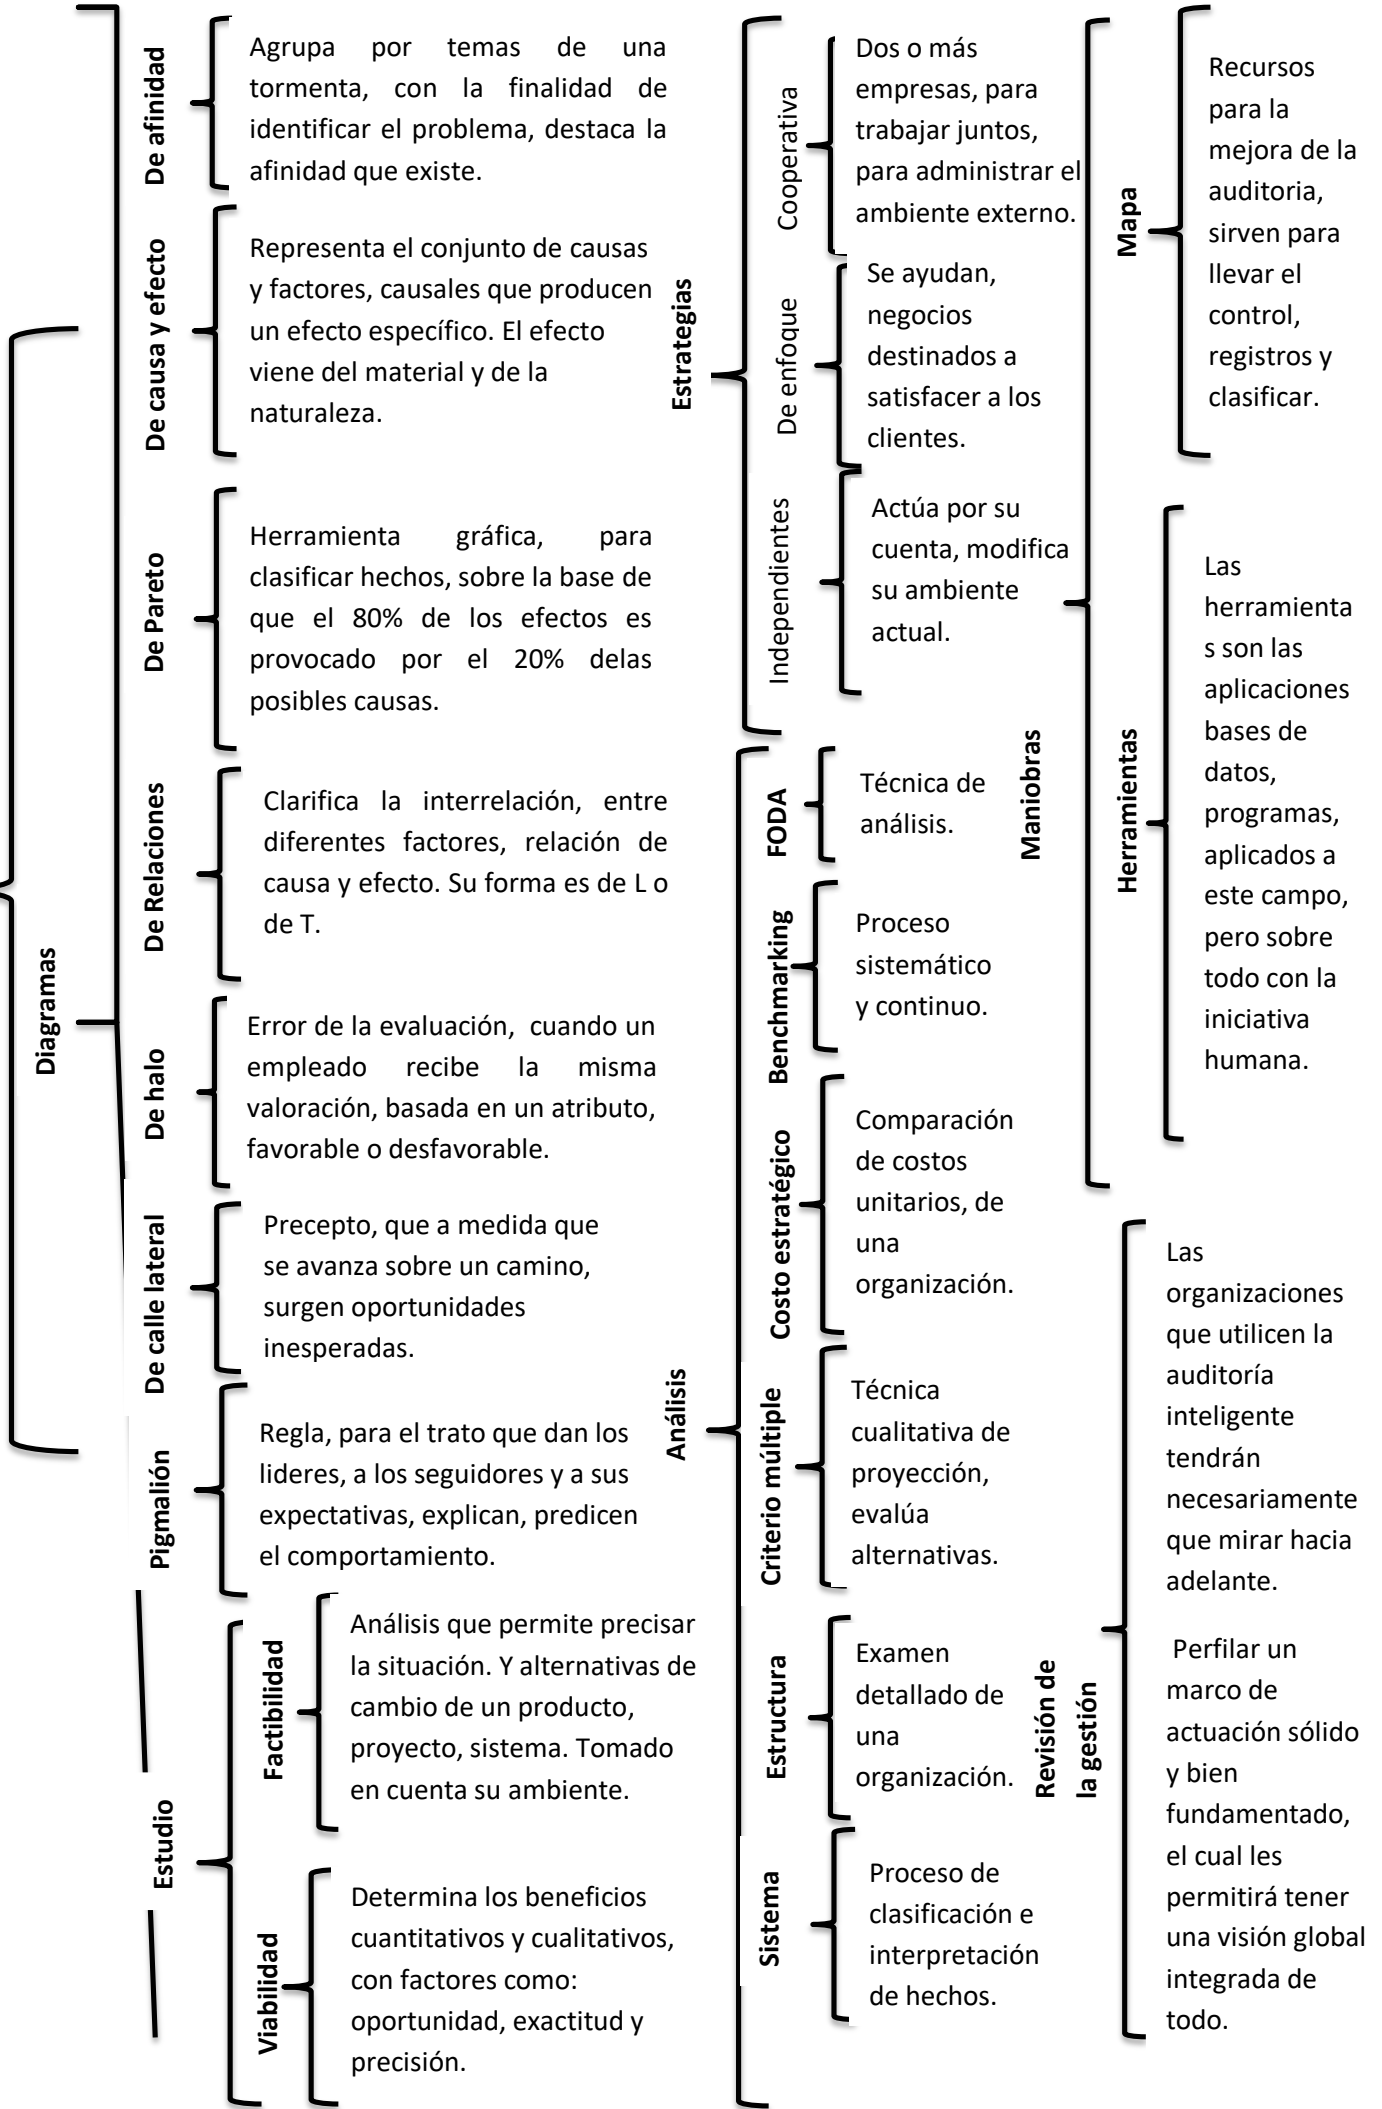 Diagramas
De afinidad
Agrupa por temas de una
tormenta, con la finalidad de
identificar el problema, destaca la
afinidad que existe.
De causa y efecto
Representa el conjunto de causas
y factores, causales que producen
un efecto específico. El efecto
viene del material y de la
naturaleza.
De Pareto
Herramienta gráfica, para
clasificar hechos, sobre la base de
que el 80% de los efectos es
provocado por el 20% delas
posibles causas.
De Relaciones
Clarifica la interrelación, entre
diferentes factores, relación de
causa y efecto. Su forma es de L o
de T.
De halo
Error de la evaluación, cuando un
empleado recibe la misma
valoración, basada en un atributo,
favorable o desfavorable.
De calle lateral
Precepto, que a medida que
se avanza sobre un camino,
surgen oportunidades
inesperadas.
Pigmalión
Regla, para el trato que dan los
lideres, a los seguidores y a sus
expectativas, explican, predicen
el comportamiento.
Estudio
Factibilidad
Análisis que permite precisar
la situación. Y alternativas de
cambio de un producto,
proyecto, sistema. Tomado
en cuenta su ambiente.
Viabilidad
Determina los beneficios
cuantitativos y cualitativos,
con factores como:
oportunidad, exactitud y
precisión.
Estrategias
Cooperativa
Dos o más
empresas, para
trabajar juntos,
para administrar el
ambiente externo.
De enfoque
Se ayudan,
negocios
destinados a
satisfacer a los
clientes.
Independientes
Actúa por su
cuenta, modifica
su ambiente
actual.
Análisis
FODA
Técnica de
análisis.
Benchmarking
Proceso
sistemático
y continuo.
Costo estratégico
Comparación
de costos
unitarios, de
una
organización.
Criterio múltiple
Técnica
cualitativa de
proyección,
evalúa
alternativas.
Estructura
Examen
detallado de
una
organización.
Sistema
Proceso de
clasificación e
interpretación
de hechos.
Maniobras
Mapa
Recursos
para la
mejora de la
auditoria,
sirven para
llevar el
control,
registros y
clasificar.
Herramientas
Las
herramienta
s son las
aplicaciones
bases de
datos,
programas,
aplicados a
este campo,
pero sobre
todo con la
iniciativa
humana.
Revisión de
la gestión
Las
organizaciones
que utilicen la
auditoría
inteligente
tendrán
necesariamente
que mirar hacia
adelante.
Perfilar un
marco de
actuación sólido
y bien
fundamentado,
el cual les
permitirá tener
una visión global
integrada de
todo.